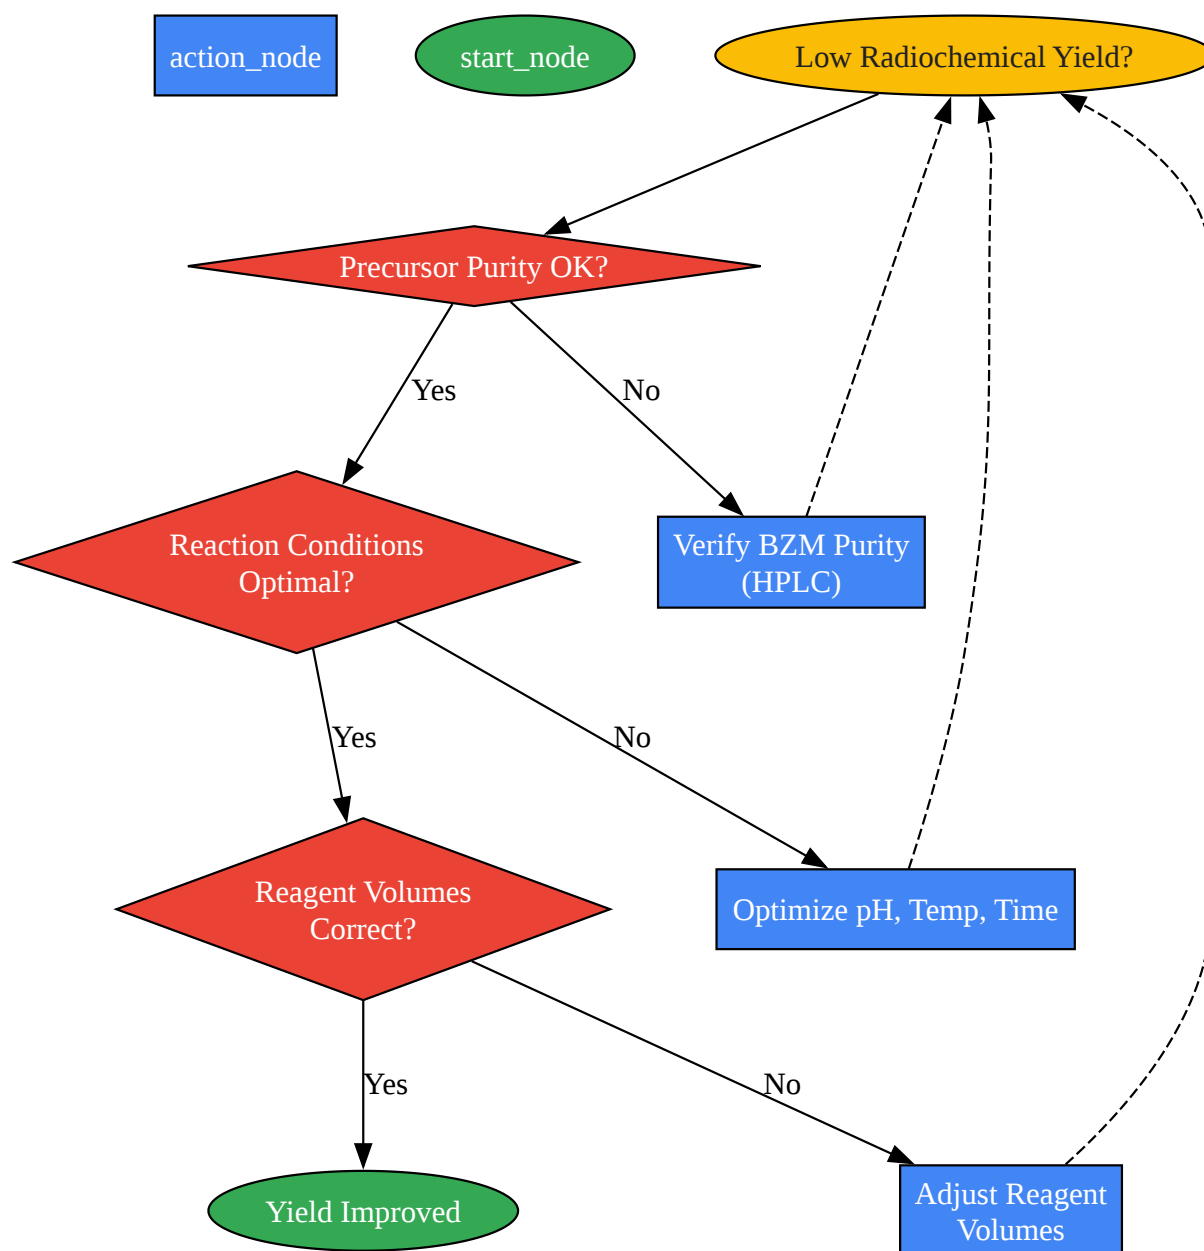 action_node
start_node
Low Radiochemical Yield?
Precursor Purity OK?
Yes
No
Reaction Conditions
Optimal?
Verify BZM Purity
(HPLC)
Yes
No
Reagent Volumes
Correct?
Optimize pH, Temp, Time
Yes
No
Yield Improved
Adjust Reagent
Volumes